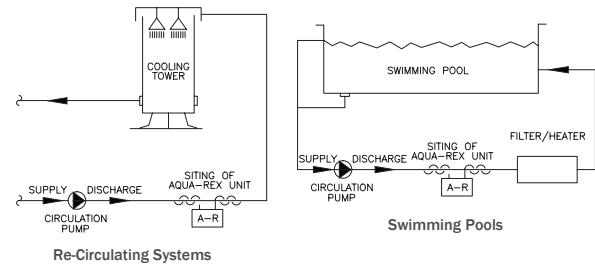 COOLING
TOWER
SUPPLY
DISCHARGE
CIRCULATION
PUMP
SITING OF
AQUA-REX UNIT
A-R
Re-Circulating Systems
SWIMMING POOL
SUPPLY
DISCHARGE
CIRCULATION
PUMP
SITING OF
AQUA-REX UNIT
A-R
FILTER/HEATER
Swimming Pools